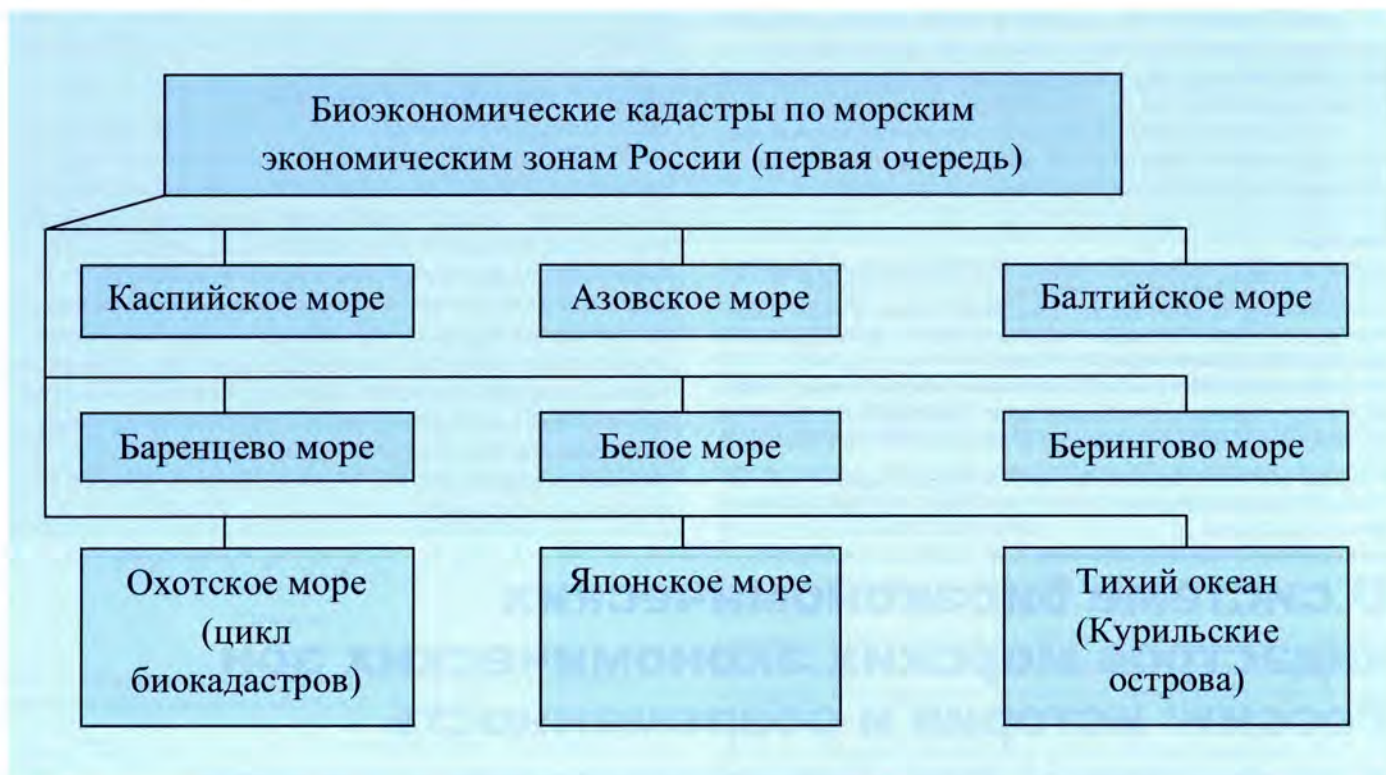 Биоэкономические кадастры по морским
экономическим зонам России (первая очередь)
Каспийское море
Азовское море
Балтийское море
Баренцево море
Белое море
Берингово море
Охотское море
(цикл
биокадастров)
Японское море
Тихий океан
(Курильские
острова)